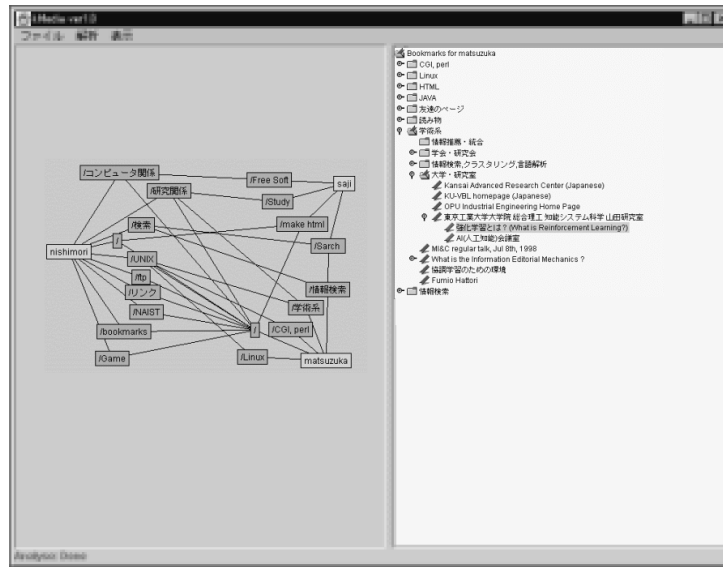 kMedia ver1.0
ファイル 解析 表示
/コンピュータ関係
/Free Soft
saji
/研究関係
/Study
/検索
/make html
/
/Sarch
nishimori
/UNIX
/ftp
/情報検索
/リンク
/学術系
/NAIST
/bookmarks
/
/CGI, perl
/Game
/Linux
matsuzuka
Bookmarks for matsuzuka
CGI, perl
Linux
HTML
JAVA
友達のページ
読み物
学術系
情報推薦・統合
学会・研究会
情報検索,クラスタリング,言語解析
大学・研究室
Kansai Advanced Research Center (Japanese)
KU-VBL homepage (Japanese)
OPU Industrial Engineering Home Page
東京工業大学大学院 総合理工 知能システム科学 山田研究室
強化学習とは? (What is Reinforcement Learning?)
AI(人工知能)会議室
MI&C regular talk, Jul 8th, 1998
What is the Information Editorial Mechanics ?
協調学習のための環境
Fumio Hattori
情報検索
Analyse: Done